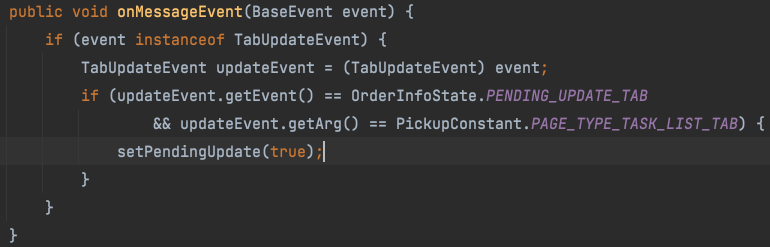 public void onMessageEvent(BaseEvent event) {
if (event instanceof TabUpdateEvent) {
TabUpdateEvent updateEvent = (TabUpdateEvent) event;
if (updateEvent.getEvent() == OrderInfoState.PENDING_UPDATE_TAB
&& updateEvent.getArg() == PickupConstant.PAGE_TYPE_TASK_LIST_TAB) {
setPendingUpdate(true);
}
}
}